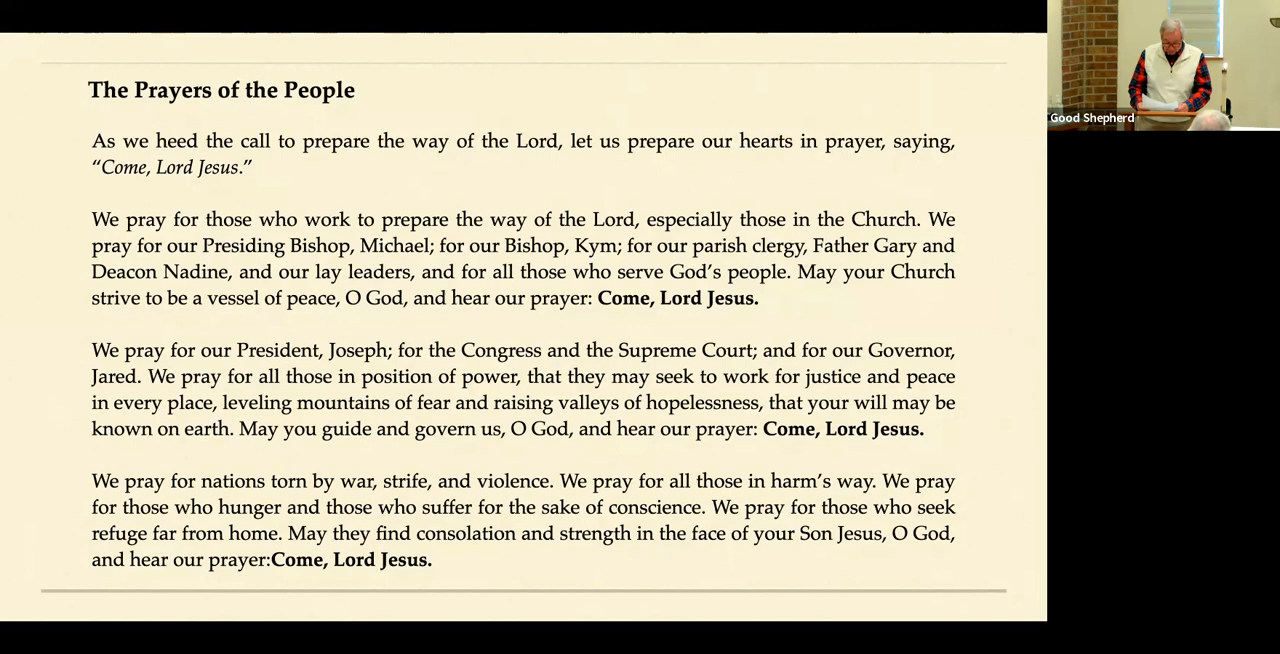 The Prayers of the People
As we heed the call to prepare the way of the Lord, let us prepare our hearts in prayer, saying,
“Come, Lord Jesus.”
We pray for those who work to prepare the way of the Lord, especially those in the Church. We
pray for our Presiding Bishop, Michael; for our Bishop, Kym; for our parish clergy, Father Gary and
Deacon Nadine, and our lay leaders, and for all those who serve God’s people. May your Church
strive to be a vessel of peace, O God, and hear our prayer: Come, Lord Jesus.
We pray for our President, Joseph; for the Congress and the Supreme Court; and for our Governor,
Jared. We pray for all those in position of power, that they may seek to work for justice and peace
in every place, leveling mountains of fear and raising valleys of hopelessness, that your will may be
known on earth. May you guide and govern us, O God, and hear our prayer: Come, Lord Jesus.
We pray for nations torn by war, strife, and violence. We pray for all those in harm’s way. We pray
for those who hunger and those who suffer for the sake of conscience. We pray for those who seek
refuge far from home. May they find consolation and strength in the face of your Son Jesus, O God,
and hear our prayer:Come, Lord Jesus.
Good Shepherd